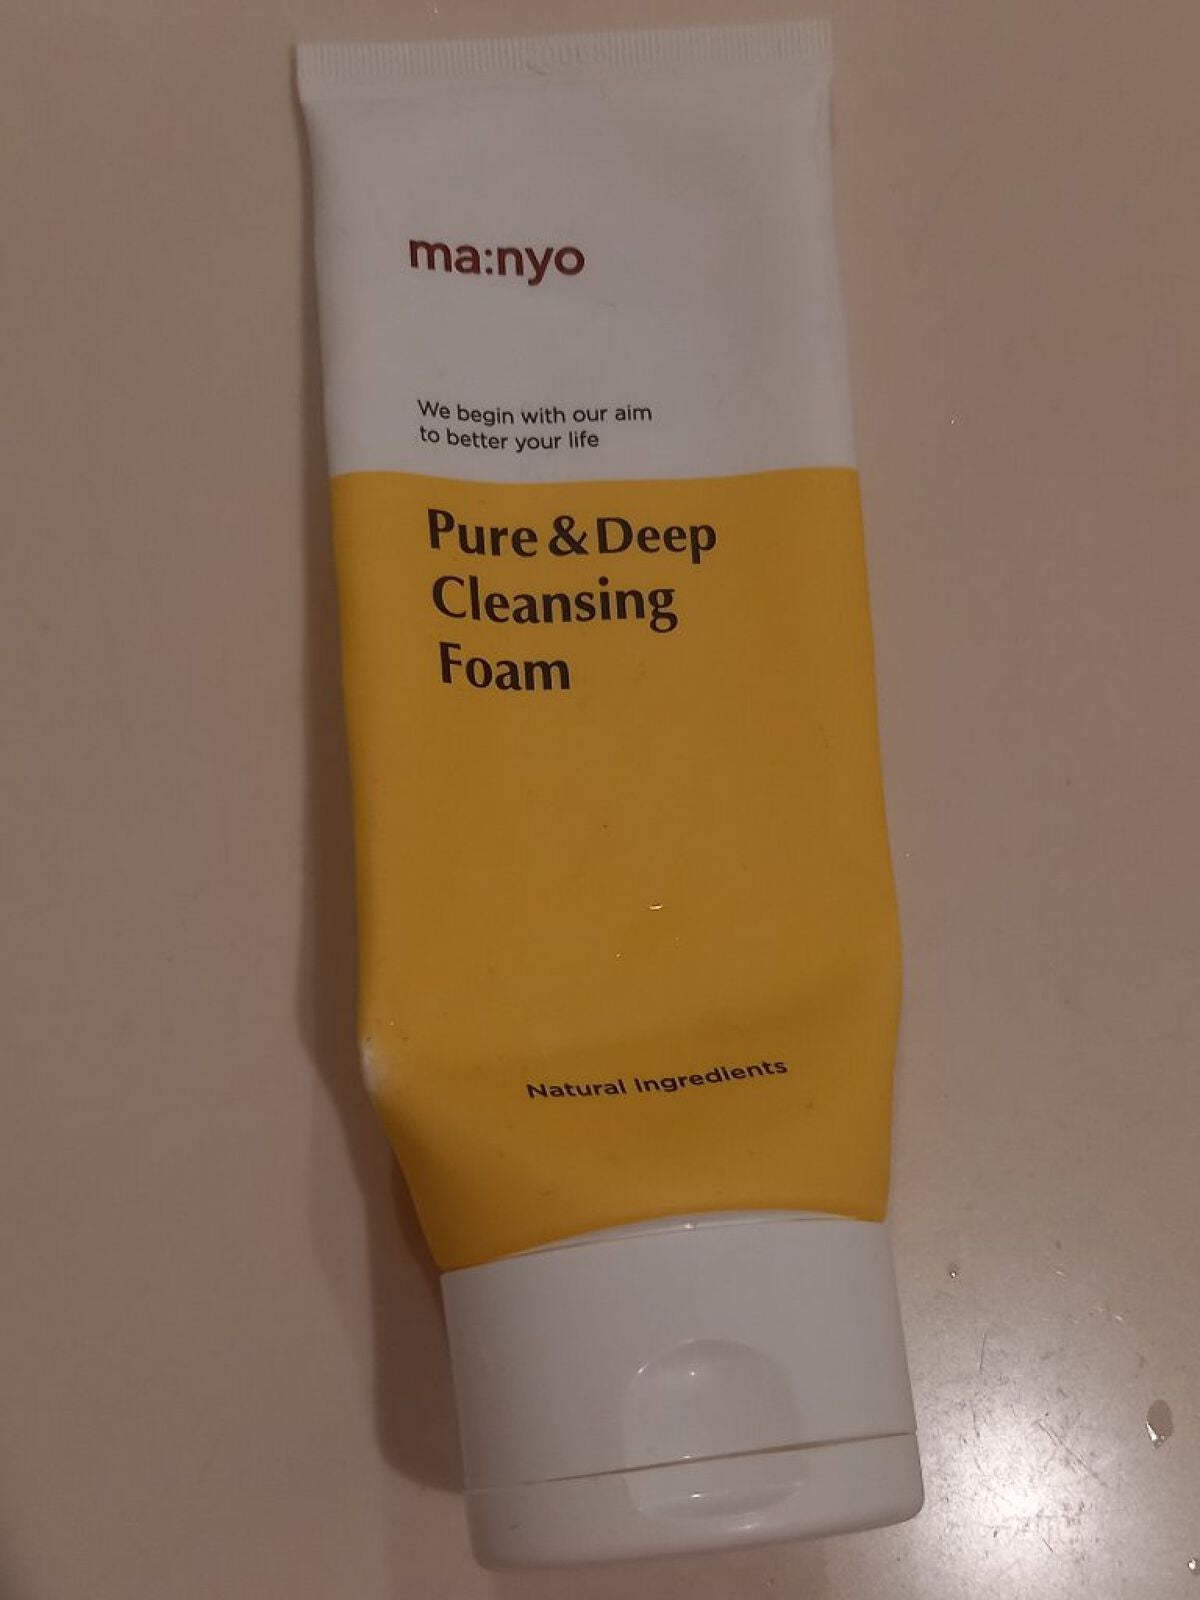 ma:nyo
We begin with our aim
to better your life
Pure & Deep
Cleansing
Foam
Natural Ingredients